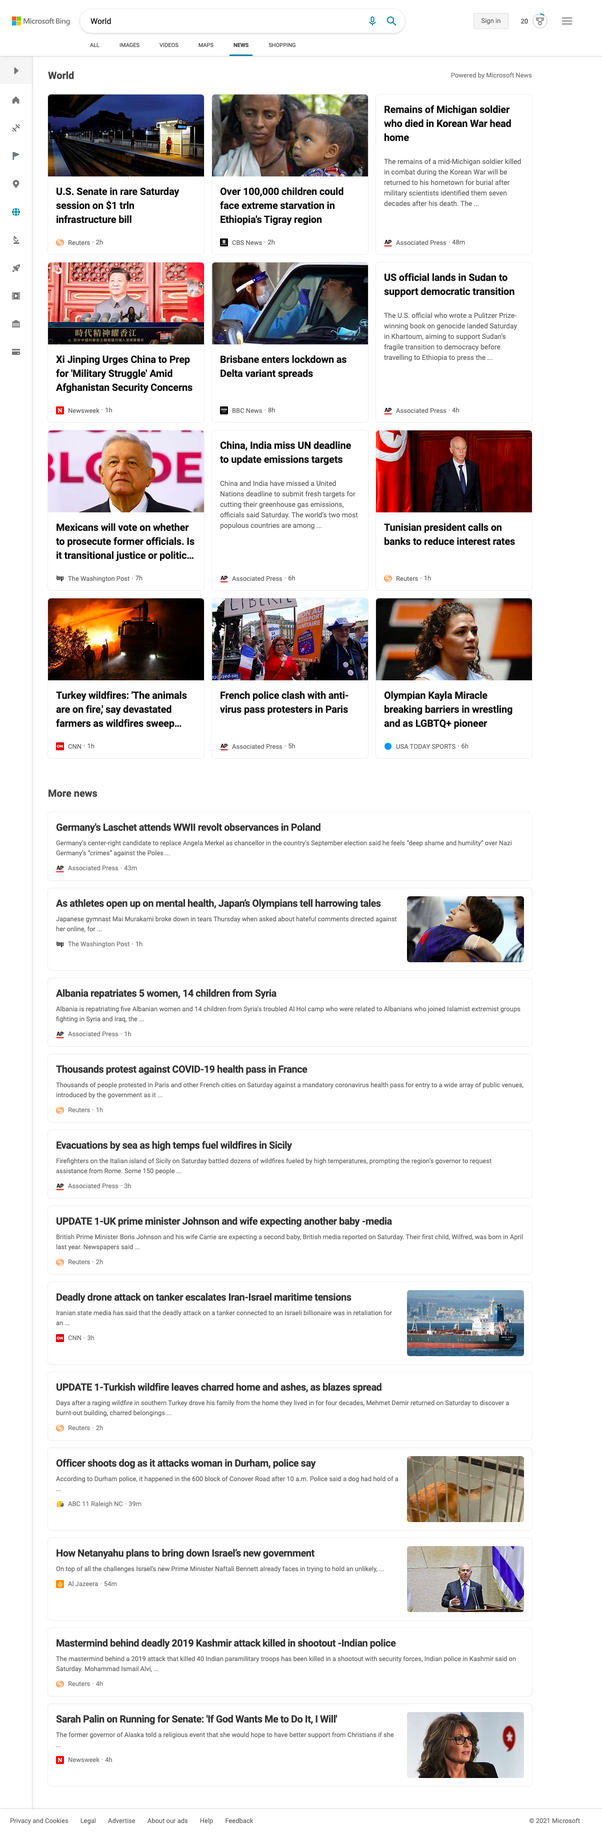 Microsoft Bing
World
Sign in
20
ALL IMAGES VIDEOS MAPS NEWS SHOPPING
World
Powered by Microsoft News
U.S. Senate in rare Saturday
session on $1 trln
infrastructure bill
Reuters · 2h
Over 100,000 children could
face extreme starvation in
Ethiopia's Tigray region
CBS News · 2h
Remains of Michigan soldier
who died in Korean War head
home
The remains of a mid-Michigan soldier killed
in combat during the Korean War will be
returned to his hometown for burial after
military scientists identified them seven
decades after his death. The ...
AP Associated Press · 48m
時代精神耀香江
Xi Jinping Urges China to Prep
for 'Military Struggle' Amid
Afghanistan Security Concerns
N Newsweek · 1h
Brisbane enters lockdown as
Delta variant spreads
BBC News · 8h
US official lands in Sudan to
support democratic transition
The U.S. official who wrote a Pulitzer Prize-
winning book on genocide landed Saturday
in Khartoum, aiming to support Sudan's
fragile transition to democracy before
travelling to Ethiopia to press the ...
AP Associated Press · 4h
Mexicans will vote on whether
to prosecute former officials. Is
it transitional justice or politic...
wp The Washington Post · 7h
China, India miss UN deadline
to update emissions targets
China and India have missed a United
Nations deadline to submit fresh targets for
cutting their greenhouse gas emissions,
officials said Saturday. The world's two most
populous countries are among ...
AP Associated Press · 6h
Tunisian president calls on
banks to reduce interest rates
Reuters · 1h
Turkey wildfires: 'The animals
are on fire,' say devastated
farmers as wildfires sweep...
CNN CNN · 1h
LIBERTÉ
French police clash with anti-
virus pass protesters in Paris
AP Associated Press · 5h
Olympian Kayla Miracle
breaking barriers in wrestling
and as LGBTQ+ pioneer
USA TODAY SPORTS · 6h
More news
Germany's Laschet attends WWII revolt observances in Poland
Germany's center-right candidate to replace Angela Merkel as chancellor in the country's September election said he feels "deep shame and humility" over Nazi
Germany's "crimes" against the Poles ...
AP Associated Press · 43m
As athletes open up on mental health, Japan's Olympians tell harrowing tales
Japanese gymnast Mai Murakami broke down in tears Thursday when asked about hateful comments directed against
her online, for ...
wp The Washington Post · 1h
Albania repatriates 5 women, 14 children from Syria
Albania is repatriating five Albanian women and 14 children from Syria's troubled Al Hol camp who were related to Albanians who joined Islamist extremist groups
fighting in Syria and Iraq, the ...
AP Associated Press · 1h
Thousands protest against COVID-19 health pass in France
Thousands of people protested in Paris and other French cities on Saturday against a mandatory coronavirus health pass for entry to a wide array of public venues,
introduced by the government as it ...
Reuters · 1h
Evacuations by sea as high temps fuel wildfires in Sicily
Firefighters on the Italian island of Sicily on Saturday battled dozens of wildfires fueled by high temperatures, prompting the region's governor to request
assistance from Rome. Some 150 people ...
AP Associated Press · 3h
UPDATE 1-UK prime minister Johnson and wife expecting another baby -media
British Prime Minister Boris Johnson and his wife Carrie are expecting a second baby, British media reported on Saturday. Their first child, Wilfred, was born in April
last year. Newspapers said ...
Reuters · 2h
Deadly drone attack on tanker escalates Iran-Israel maritime tensions
Iranian state media has said that the deadly attack on a tanker connected to an Israeli billionaire was in retaliation for
an ...
CNN CNN · 3h
UPDATE 1-Turkish wildfire leaves charred home and ashes, as blazes spread
Days after a raging wildfire in southern Turkey drove his family from the home they lived in for four decades, Mehmet Demir returned on Saturday to discover a
burnt-out building, charred belongings ...
Reuters · 2h
Officer shoots dog as it attacks woman in Durham, police say
According to Durham police, it happened in the 600 block of Conover Road after 10 a.m. Police said a dog had hold of a
...
ABC 11 Raleigh NC · 39m
How Netanyahu plans to bring down Israel's new government
On top of all the challenges Israel's new Prime Minister Naftali Bennett already faces in trying to hold an unlikely, ...
Al Jazeera · 54m
Mastermind behind deadly 2019 Kashmir attack killed in shootout -Indian police
The mastermind behind a 2019 attack that killed 40 Indian paramilitary troops has been killed in a shootout with security forces, Indian police in Kashmir said on
Saturday. Mohammad Ismail Alvi, ...
Reuters · 4h
Sarah Palin on Running for Senate: 'If God Wants Me to Do It, I Will'
The former governor of Alaska told a religious event that she would hope to have better support from Christians if she
...
N Newsweek · 4h
Privacy and Cookies Legal Advertise About our ads Help Feedback
© 2021 Microsoft